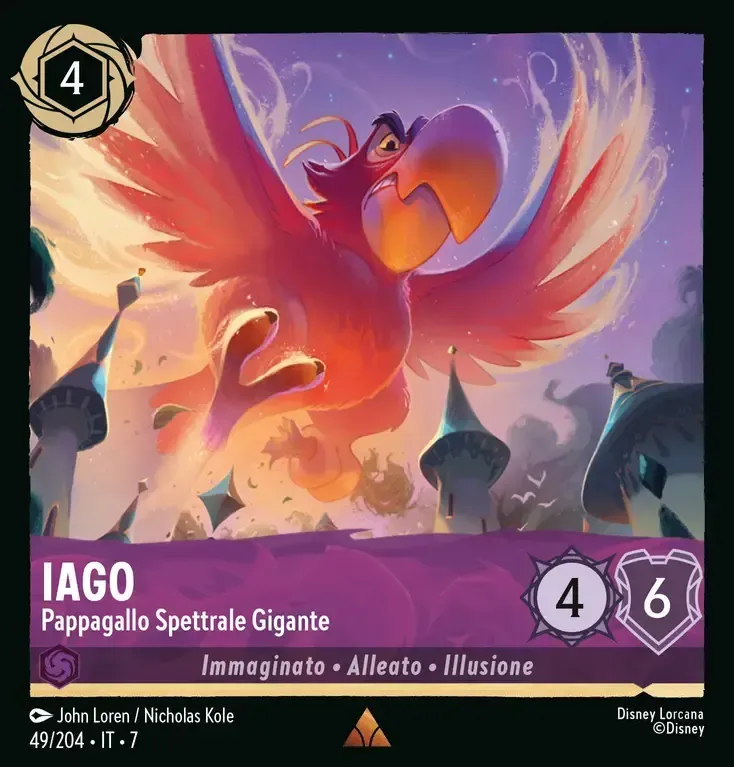 4
IAGO
Pappagallo Spettrale Gigante
4
6
Immaginato • Alleato • Illusione
John Loren / Nicholas Kole
49/204 • IT • 7
Disney Lorcana
©Disney